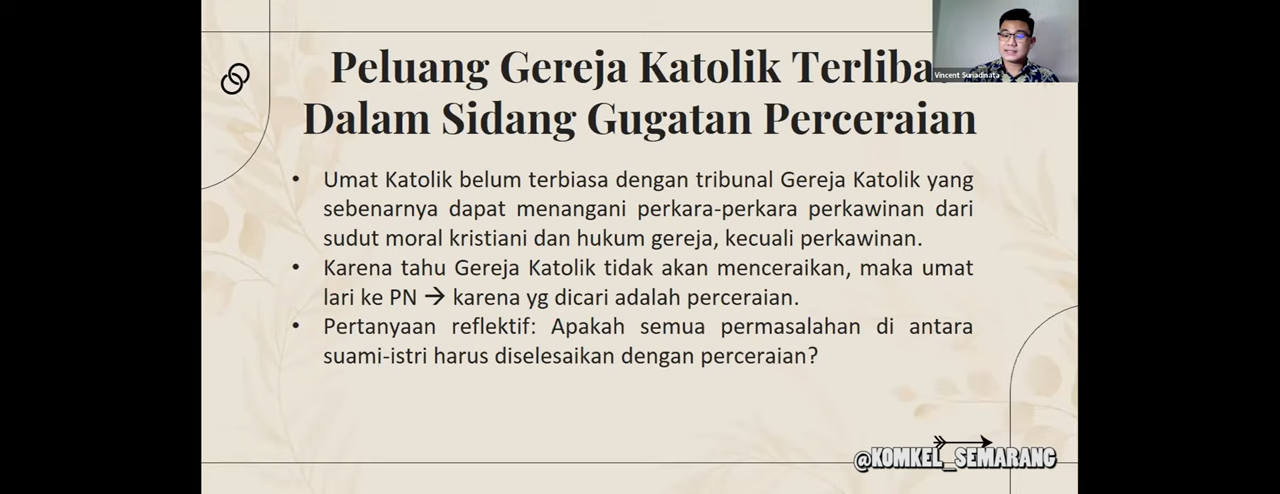 Peluang Gereja Katolik Terliba
Dalam Sidang Gugatan Perceraian
Vincent Suriadinata
• Umat Katolik belum terbiasa dengan tribunal Gereja Katolik yang
sebenarnya dapat menangani perkara-perkara perkawinan dari
sudut moral kristiani dan hukum gereja, kecuali perkawinan.
• Karena tahu Gereja Katolik tidak akan menceraikan, maka umat
lari ke PN → karena yg dicari adalah perceraian.
• Pertanyaan reflektif: Apakah semua permasalahan di antara
suami-istri harus diselesaikan dengan perceraian?
@KOMKEL_SEMARANG